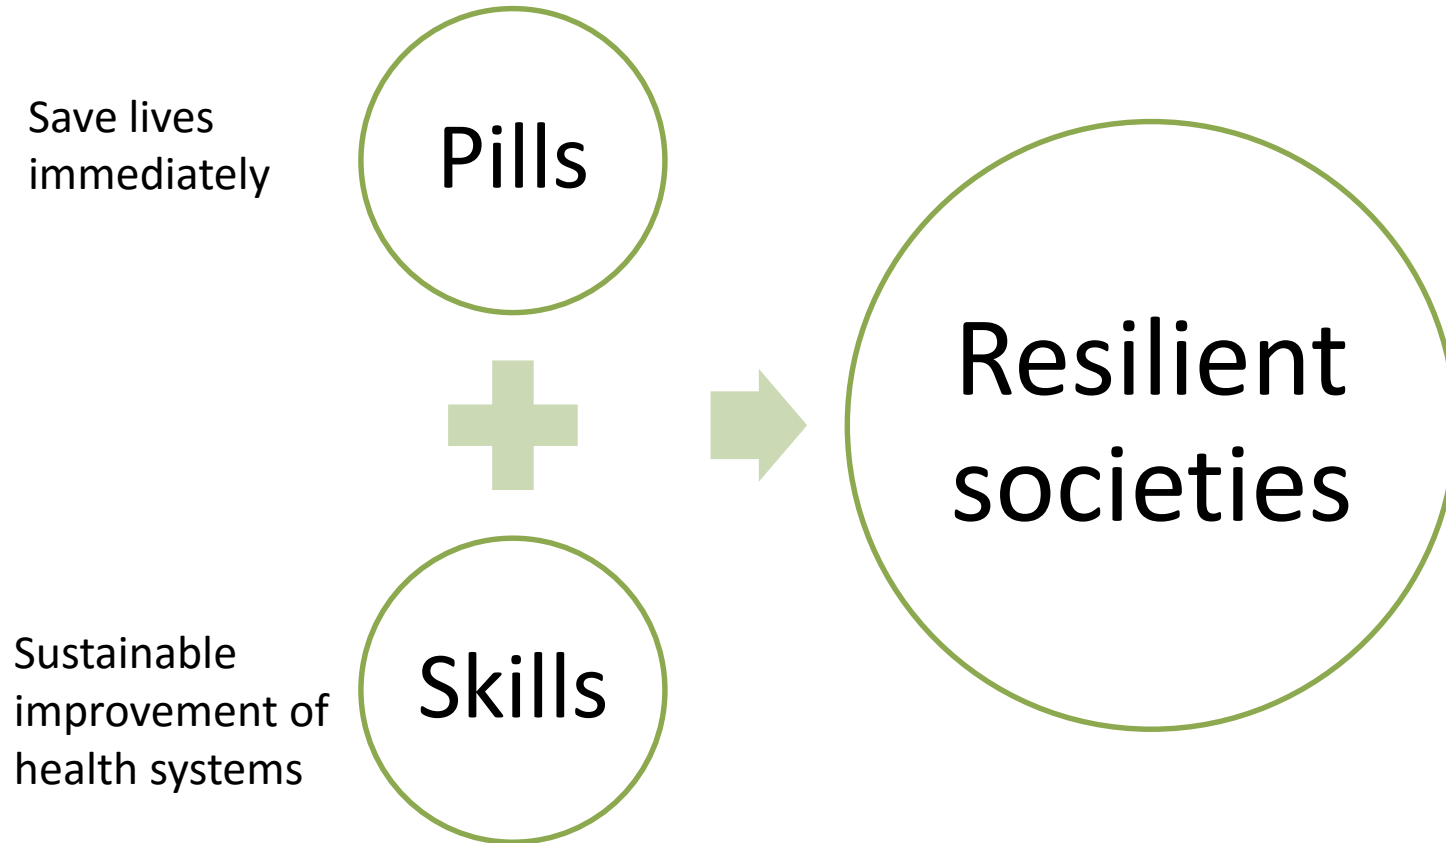 Save lives
immediately
Pills
Sustainable
improvement of
health systems
Skills
Resilient
societies